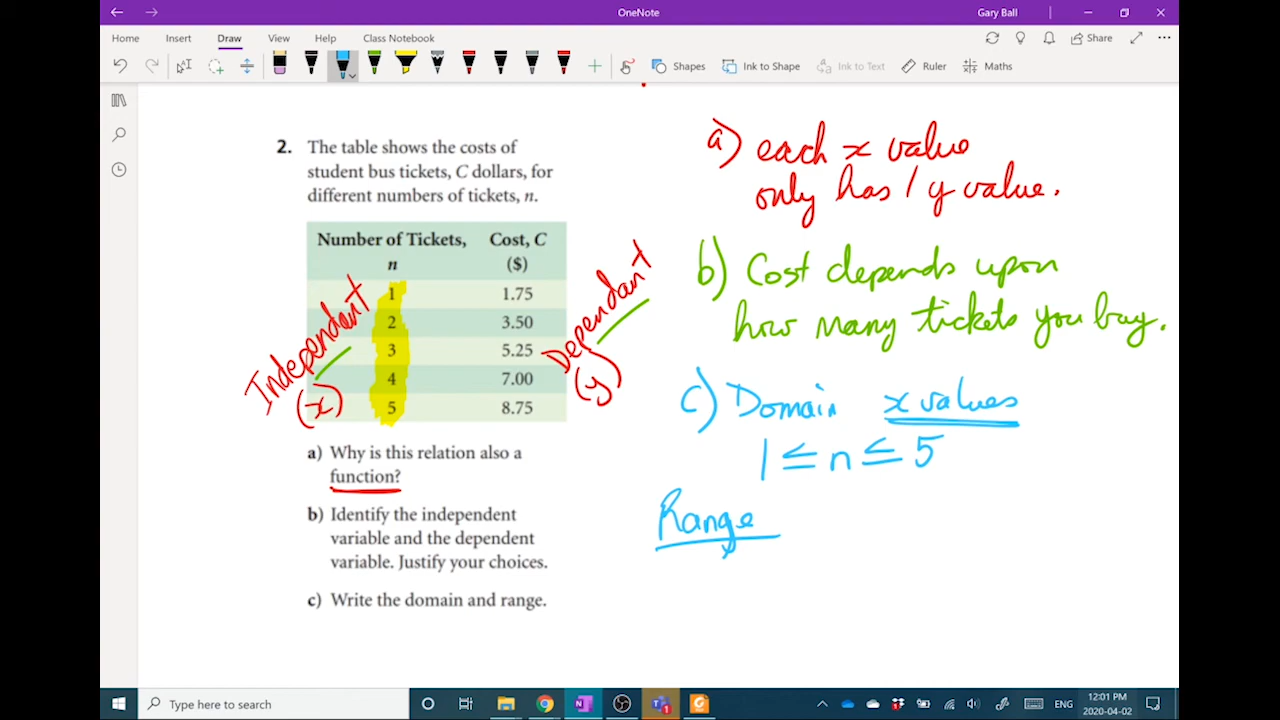 OneNote
Gary Ball
Home
Insert
Draw
View
Help
Class Notebook
Share
Shapes
Ink to Shape
Ink to Text
Ruler
Maths
2. The table shows the costs of
student bus tickets, C dollars, for
different numbers of tickets, n.
Number of Tickets, Cost, C
n ($)
1 1.75
2 3.50
3 5.25
4 7.00
5 8.75
Independent
(x)
Dependant
(y)
a) Why is this relation also a
function?
b) Identify the independent
variable and the dependent
variable. Justify your choices.
c) Write the domain and range.
a) each x value
only has 1 y value.
b) Cost depends upon
how many tickets you buy.
c) Domain x values
1 ≤ n ≤ 5
Range
Type here to search
ENG
12:01 PM
2020-04-02